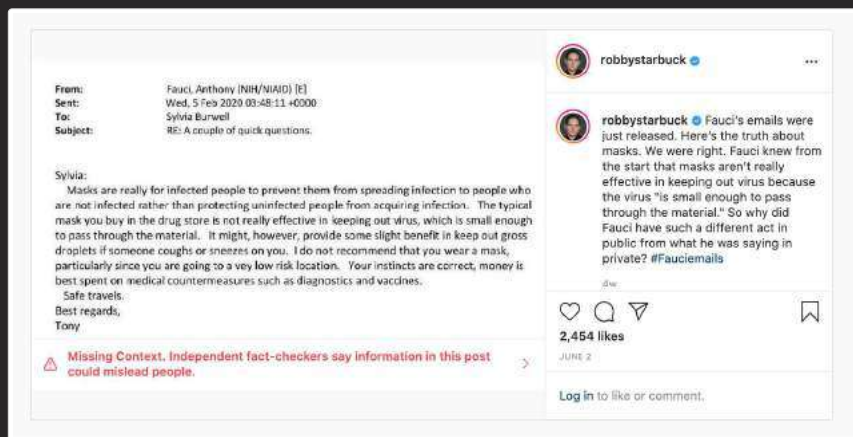 From: Fauci, Anthony (NIH/NIAID) [E]
Sent: Wed, 5 Feb 2020 03:48:11 +0000
To: Sylvia Burwell
Subject: RE: A couple of quick questions.
Sylvia:
Masks are really for infected people to prevent them from spreading infection to people who
are not infected rather than protecting uninfected people from acquiring infection. The typical
mask you buy in the drug store is not really effective in keeping out virus, which is small enough
to pass through the material. It might, however, provide some slight benefit in keep out gross
droplets if someone coughs or sneezes on you. I do not recommend that you wear a mask,
particularly since you are going to a vey low risk location. Your instincts are correct, money is
best spent on medical countermeasures such as diagnostics and vaccines.
Safe travels.
Best regards,
Tony
Missing Context. Independent fact-checkers say information in this post
could mislead people.
robbystarbuck
robbystarbuck Fauci's emails were
just released. Here's the truth about
masks. We were right. Fauci knew from
the start that masks aren't really
effective in keeping out virus because
the virus "is small enough to pass
through the material." So why did
Fauci have such a different act in
public from what he was saying in
private? #Fauciemails
2,454 likes
JUNE 2
Log in to like or comment.